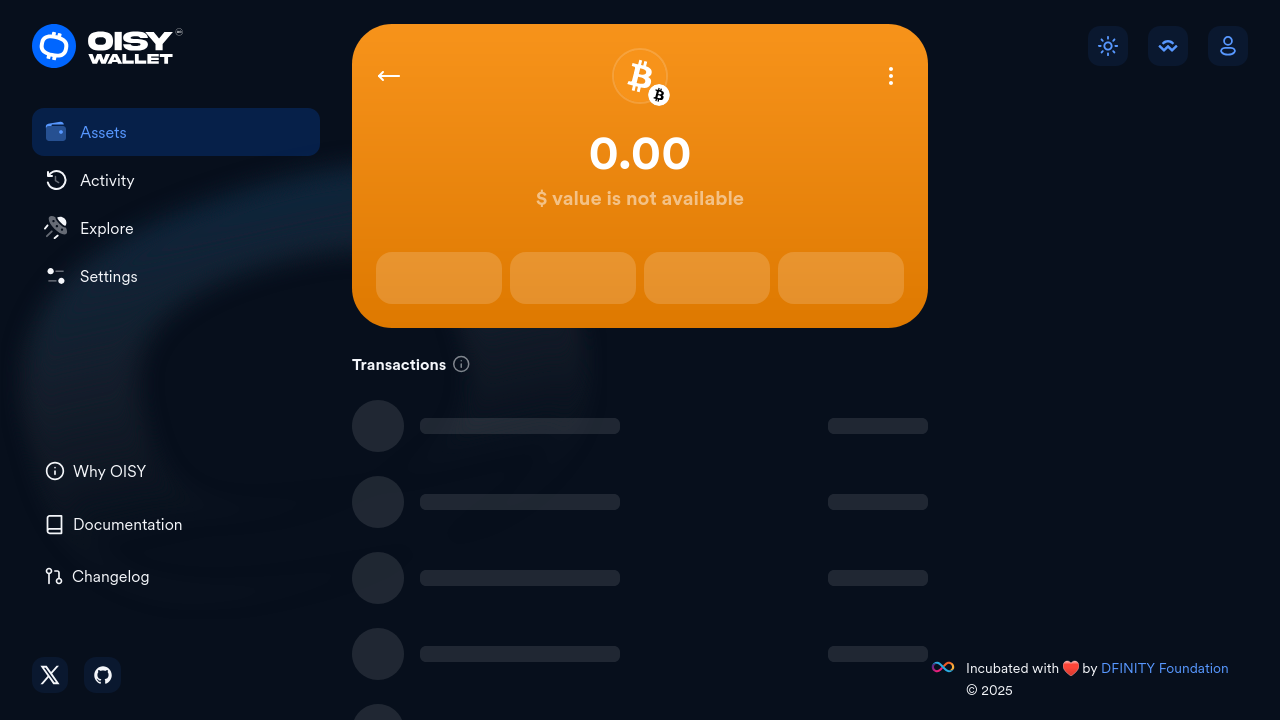 OISY
WALLET
Assets
Activity
Explore
Settings
Why OISY
Documentation
Changelog
0.00
$ value is not available
Transactions
Incubated with ❤️ by DFINITY Foundation
© 2025